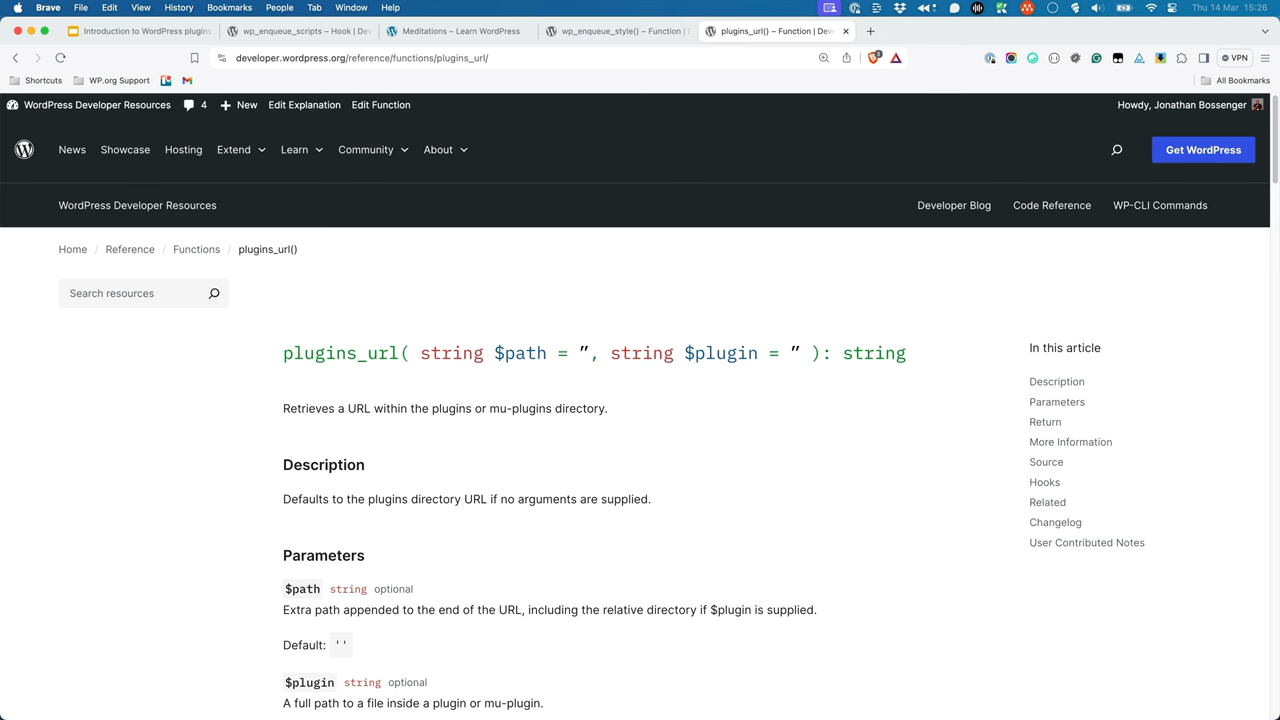 Brave File Edit View History Bookmarks People Tab Window Help Thu 14 Mar 15:26
Introduction to WordPress plugins wp_enqueue_scripts – Hook | Dev Meditations – Learn WordPress wp_enqueue_style() – Function | D plugins_url() – Function | Deve
developer.wordpress.org/reference/functions/plugins_url/ VPN
Shortcuts WP.org Support All Bookmarks
WordPress Developer Resources 4 New Edit Explanation Edit Function Howdy, Jonathan Bossenger
News Showcase Hosting Extend Learn Community About Get WordPress
WordPress Developer Resources Developer Blog Code Reference WP-CLI Commands
Home / Reference / Functions / plugins_url()
Search resources
plugins_url( string $path = ”, string $plugin = ” ): string
Retrieves a URL within the plugins or mu-plugins directory.
Description
Defaults to the plugins directory URL if no arguments are supplied.
Parameters
$path string optional
Extra path appended to the end of the URL, including the relative directory if $plugin is supplied.
Default: ''
$plugin string optional
A full path to a file inside a plugin or mu-plugin.
In this article
Description
Parameters
Return
More Information
Source
Hooks
Related
Changelog
User Contributed Notes